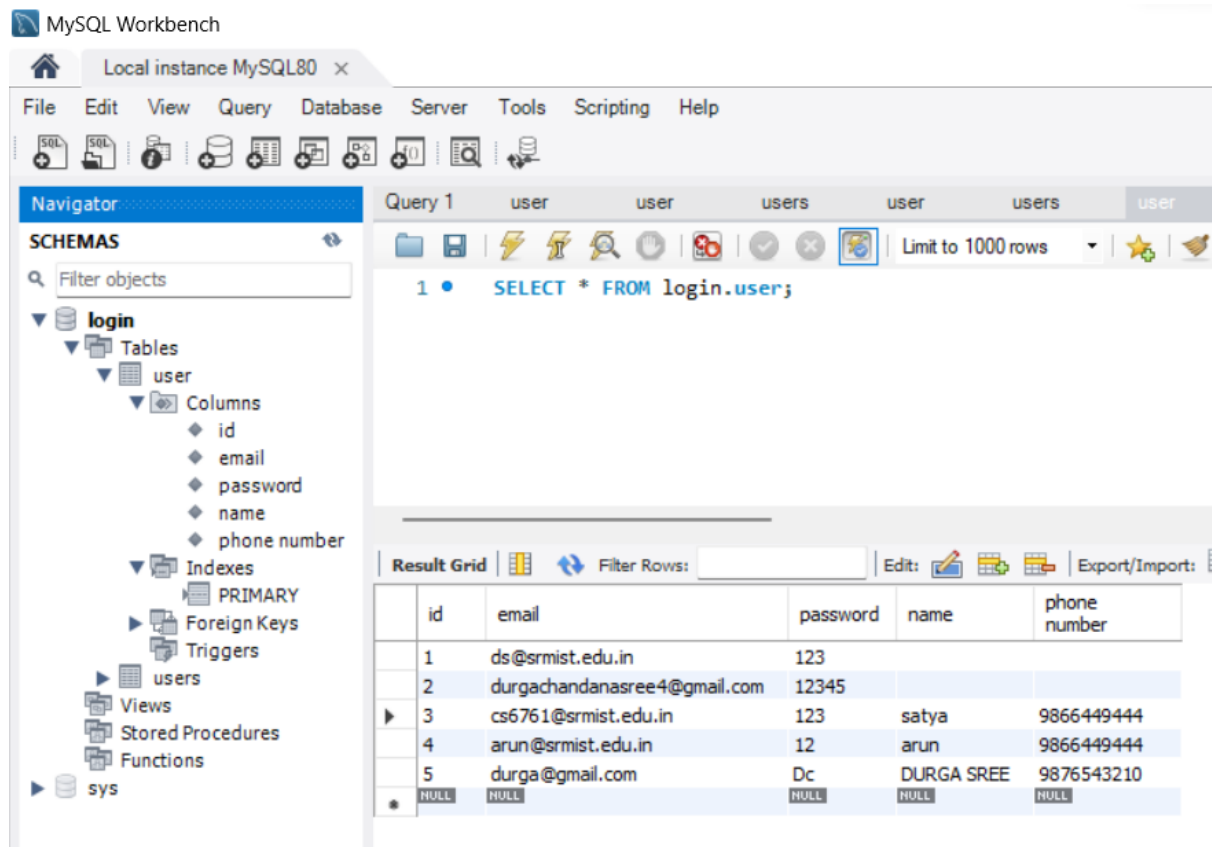 MySQL Workbench
Local instance MySQL80
File Edit View Query Database Server Tools Scripting Help
SQL SQL
Navigator
SCHEMAS
Filter objects
login
Tables
user
Columns
id
email
password
name
phone number
Indexes
PRIMARY
Foreign Keys
Triggers
users
Views
Stored Procedures
Functions
sys
Query 1 user user users user users user
Limit to 1000 rows
1 SELECT * FROM login.user;
Result Grid Filter Rows: Edit: Export/Import:
id email password name phone number
1 ds@srmist.edu.in 123
2 durgachandanasree4@gmail.com 12345
3 cs6761@srmist.edu.in 123 satya 9866449444
4 arun@srmist.edu.in 12 arun 9866449444
5 durga@gmail.com Dc DURGA SREE 9876543210
NULL NULL NULL NULL NULL